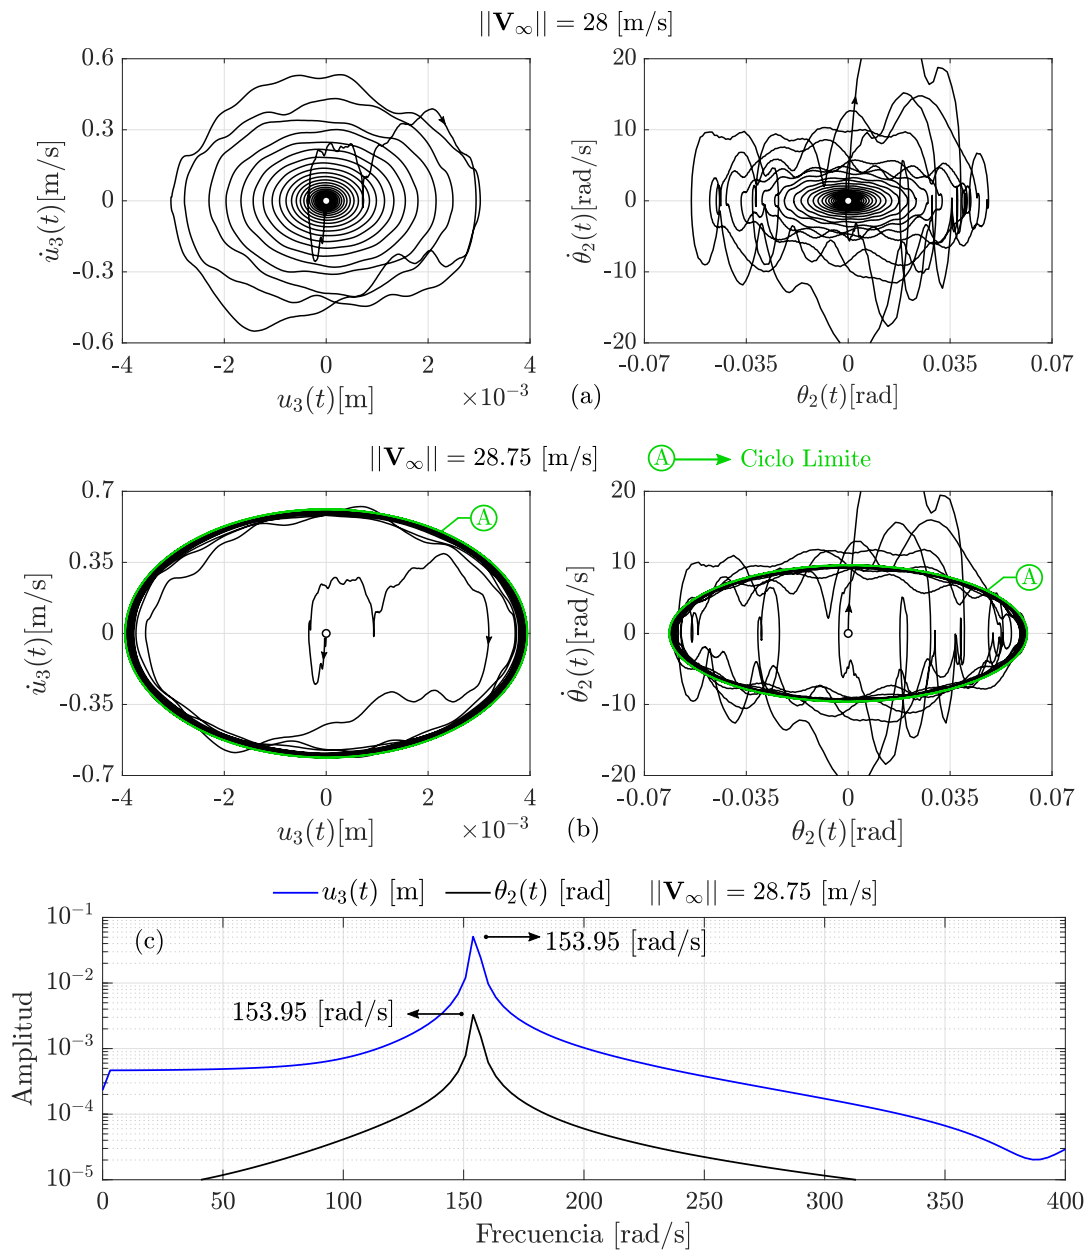 ||V∞|| = 28 [m/s]
0.6
0.3
0
-0.3
-0.6
u̇₃(t)[m/s]
-4
-2
0
2
4
u₃(t)[m]
×10⁻³
20
10
0
-10
-20
θ̇₂(t)[rad/s]
-0.07
-0.035
0
0.035
0.07
θ₂(t)[rad]
(a)
||V∞|| = 28.75 [m/s]
A Ciclo Limite
0.7
0.35
0
-0.35
-0.7
u̇₃(t)[m/s]
A
-4
-2
0
2
4
u₃(t)[m]
×10⁻³
20
10
0
-10
-20
θ̇₂(t)[rad/s]
A
-0.07
-0.035
0
0.035
0.07
θ₂(t)[rad]
(b)
u₃(t) [m] θ₂(t) [rad] ||V∞|| = 28.75 [m/s]
(c)
153.95 [rad/s]
153.95 [rad/s]
10⁻¹
10⁻²
10⁻³
10⁻⁴
10⁻⁵
Amplitud
0
50
100
150
200
250
300
350
400
Frecuencia [rad/s]